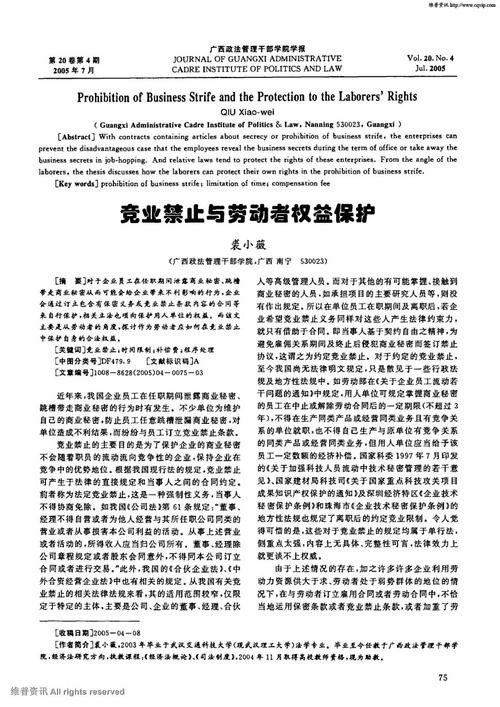 维普资讯 http://www.cqvip.com
广西政法管理干部学院学报
第20卷第4期
JOURNAL OF GUANGXI ADMINISTRATIVE
Vol. 20. No. 4
2005年7月
CADRE INSTITUTE OF POLITICS AND LAW
Jul. 2005
Prohibition of Business Strife and the Protection to the Laborers' Rights
QIU Xiao-wei
( Guangxi Administrative Cadre Institute of Politics & Law, Nanning 530023, Guangxi )
[Abstract] With contracts containing articles about secrecy or prohibition of business strife, the enterprises can
prevent the disadvantageous case that the employees reveal the business secrets during the term of office or take away the
business secrets in job-hopping. And relative laws tend to protect the rights of these enterprises. From the angle of the
laborers, the thesis discusses how the laborers can protect their own rights in the prohibition of business strife.
[Key words] prohibition of business strife; limitation of time; compensation fee
竞业禁止与劳动者权益保护
裘小薇
(广西政法管理干部学院,广西 南宁 530023)
[摘 要]对于企业员工在任职期间泄露商业秘密、跳槽
带走商业秘密从而可能会给企业带来不利影响的行为,企业
会通过订立包含有保密义务或竞业禁止条款内容的合同等
来自行保护,相关立法也倾向保护用人单位的权益。而该文
主要是从劳动者的角度,探讨作为劳动者应如何在竞业禁止
中保护自身的合法权益。
[关键词]竞业禁止;时间限制;补偿费;程序处理
[中图分类号]DF479.9 [文献标识码]A
[文章编号]1008-8628(2005)04-0075-03
近年来,我国企业员工在任职期间泄露商业秘密、
跳槽带走商业秘密的行为时有发生。不少单位为维护
自己的商业秘密,防止员工任意跳槽泄漏商业秘密,对
单位造成不利结果,而纷纷与员工订立竞业禁止条款。
竞业禁止的主要目的是为了保护企业的商业秘密
不会随着职员的流动流向竞争性的企业,保持企业在
竞争中的优势地位。根据我国现行法的规定,竞业禁止
可产生于法律的直接规定和当事人之间的合同约定。
前者称为法定竞业禁止,这是一种强制性义务,当事人
不得协商免除。如我国《公司法》第61条规定:“董事、
经理不得自营或者为他人经营与其所任职公司同类的
营业或者从事损害本公司利益的活动。从事上述营业
或者活动的,所得收入应当归公司所有。董事、经理除
公司章程规定或者股东会同意外,不得同本公司订立
合同或者进行交易。”此外,我国的《合伙企业法》、《中
外合资经营企业法》中也有相关的规定。从我国有关竞
业禁止的相关法律法规来看,其的适用范围较窄,仅限
定于特定的主体,主要是公司、企业的董事、经理、合伙
人等高级管理人员。而对于其他的有可能掌握、接触到
商业秘密的人员,如承担项目的主要研究人员等,则没
有作出规定。所以在单位员工在职期间及离职后,若企
业希望竞业禁止义务同样对这些人产生法律约束力,
就只有借助于合同。即当事人基于契约自由之精神,为
避免雇佣关系期间及终止后侵犯商业秘密而签订禁止
协议,这谓之为约定竞业禁止。对于约定的竞业禁止,
至今我国尚无法律明文规定,只是散见于一些行政法
规及地方性法规中。如劳动部在《关于企业员工流动若
干问题的通知》中规定,用人单位可规定掌握商业秘密
的员工在中止或解除劳动合同后的一定期限(不超过3
年),不得在生产同类产品或经营同类业务且有竞争关
系的单位就职,也不得自己生产与原单位有竞争关系
的同类产品或经营同类业务,但用人单位应当给予该
员工一定数额的经济补偿。国家科委1997年7月印发
的《关于加强科技人员流动中技术秘密管理的若干意
见》、国家建材局科技司《关于国家重点科技攻关项目
成果知识产权保护的通知》及深圳经济特区《企业技术
秘密保护条例》和珠海市《企业技术秘密保护条例》的
地方性法规也规定了离职后的约定竞业限制。令人觉
得可惜的是,这些对于竞业禁止的规定均属于单行法,
侧重点太强,内容上无具体、完整性可言,法律效力上
就更谈不上权威。
由于上述情况的存在,加之许多许多企业利用劳
动力资源供大于求、劳动者处于弱势群体的地位的情
况下,在与劳动者订立雇用合同或者劳动合同中,不恰
当地运用保密条款或者竞业禁止条款,或者加重了劳
[收稿日期]2005-04-08
[作者简介]裘小薇,2003年毕业于武汉交通科技大学(现武汉理工大学)法学专业。毕业至今任教于广西政法管理干部学
院,经济法研究方向,执教课程:《经济法概论》、《司法制度》,2004年11月取得高校教师资格,现为助教。
75
维普资讯 All rights reserved